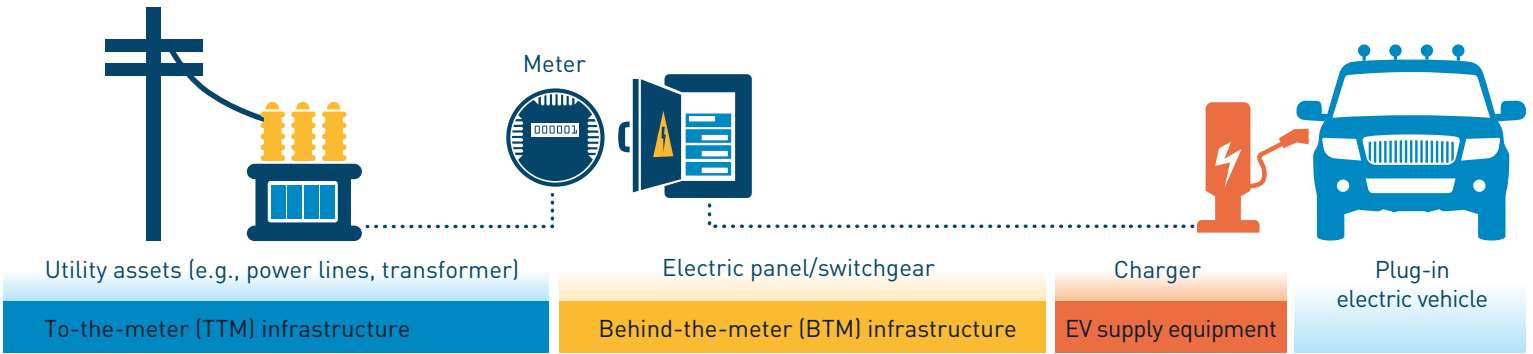 Meter
000001
Utility assets (e.g., power lines, transformer)
Electric panel/switchgear
Charger
Plug-in
electric vehicle
To-the-meter (TTM) infrastructure
Behind-the-meter (BTM) infrastructure
EV supply equipment